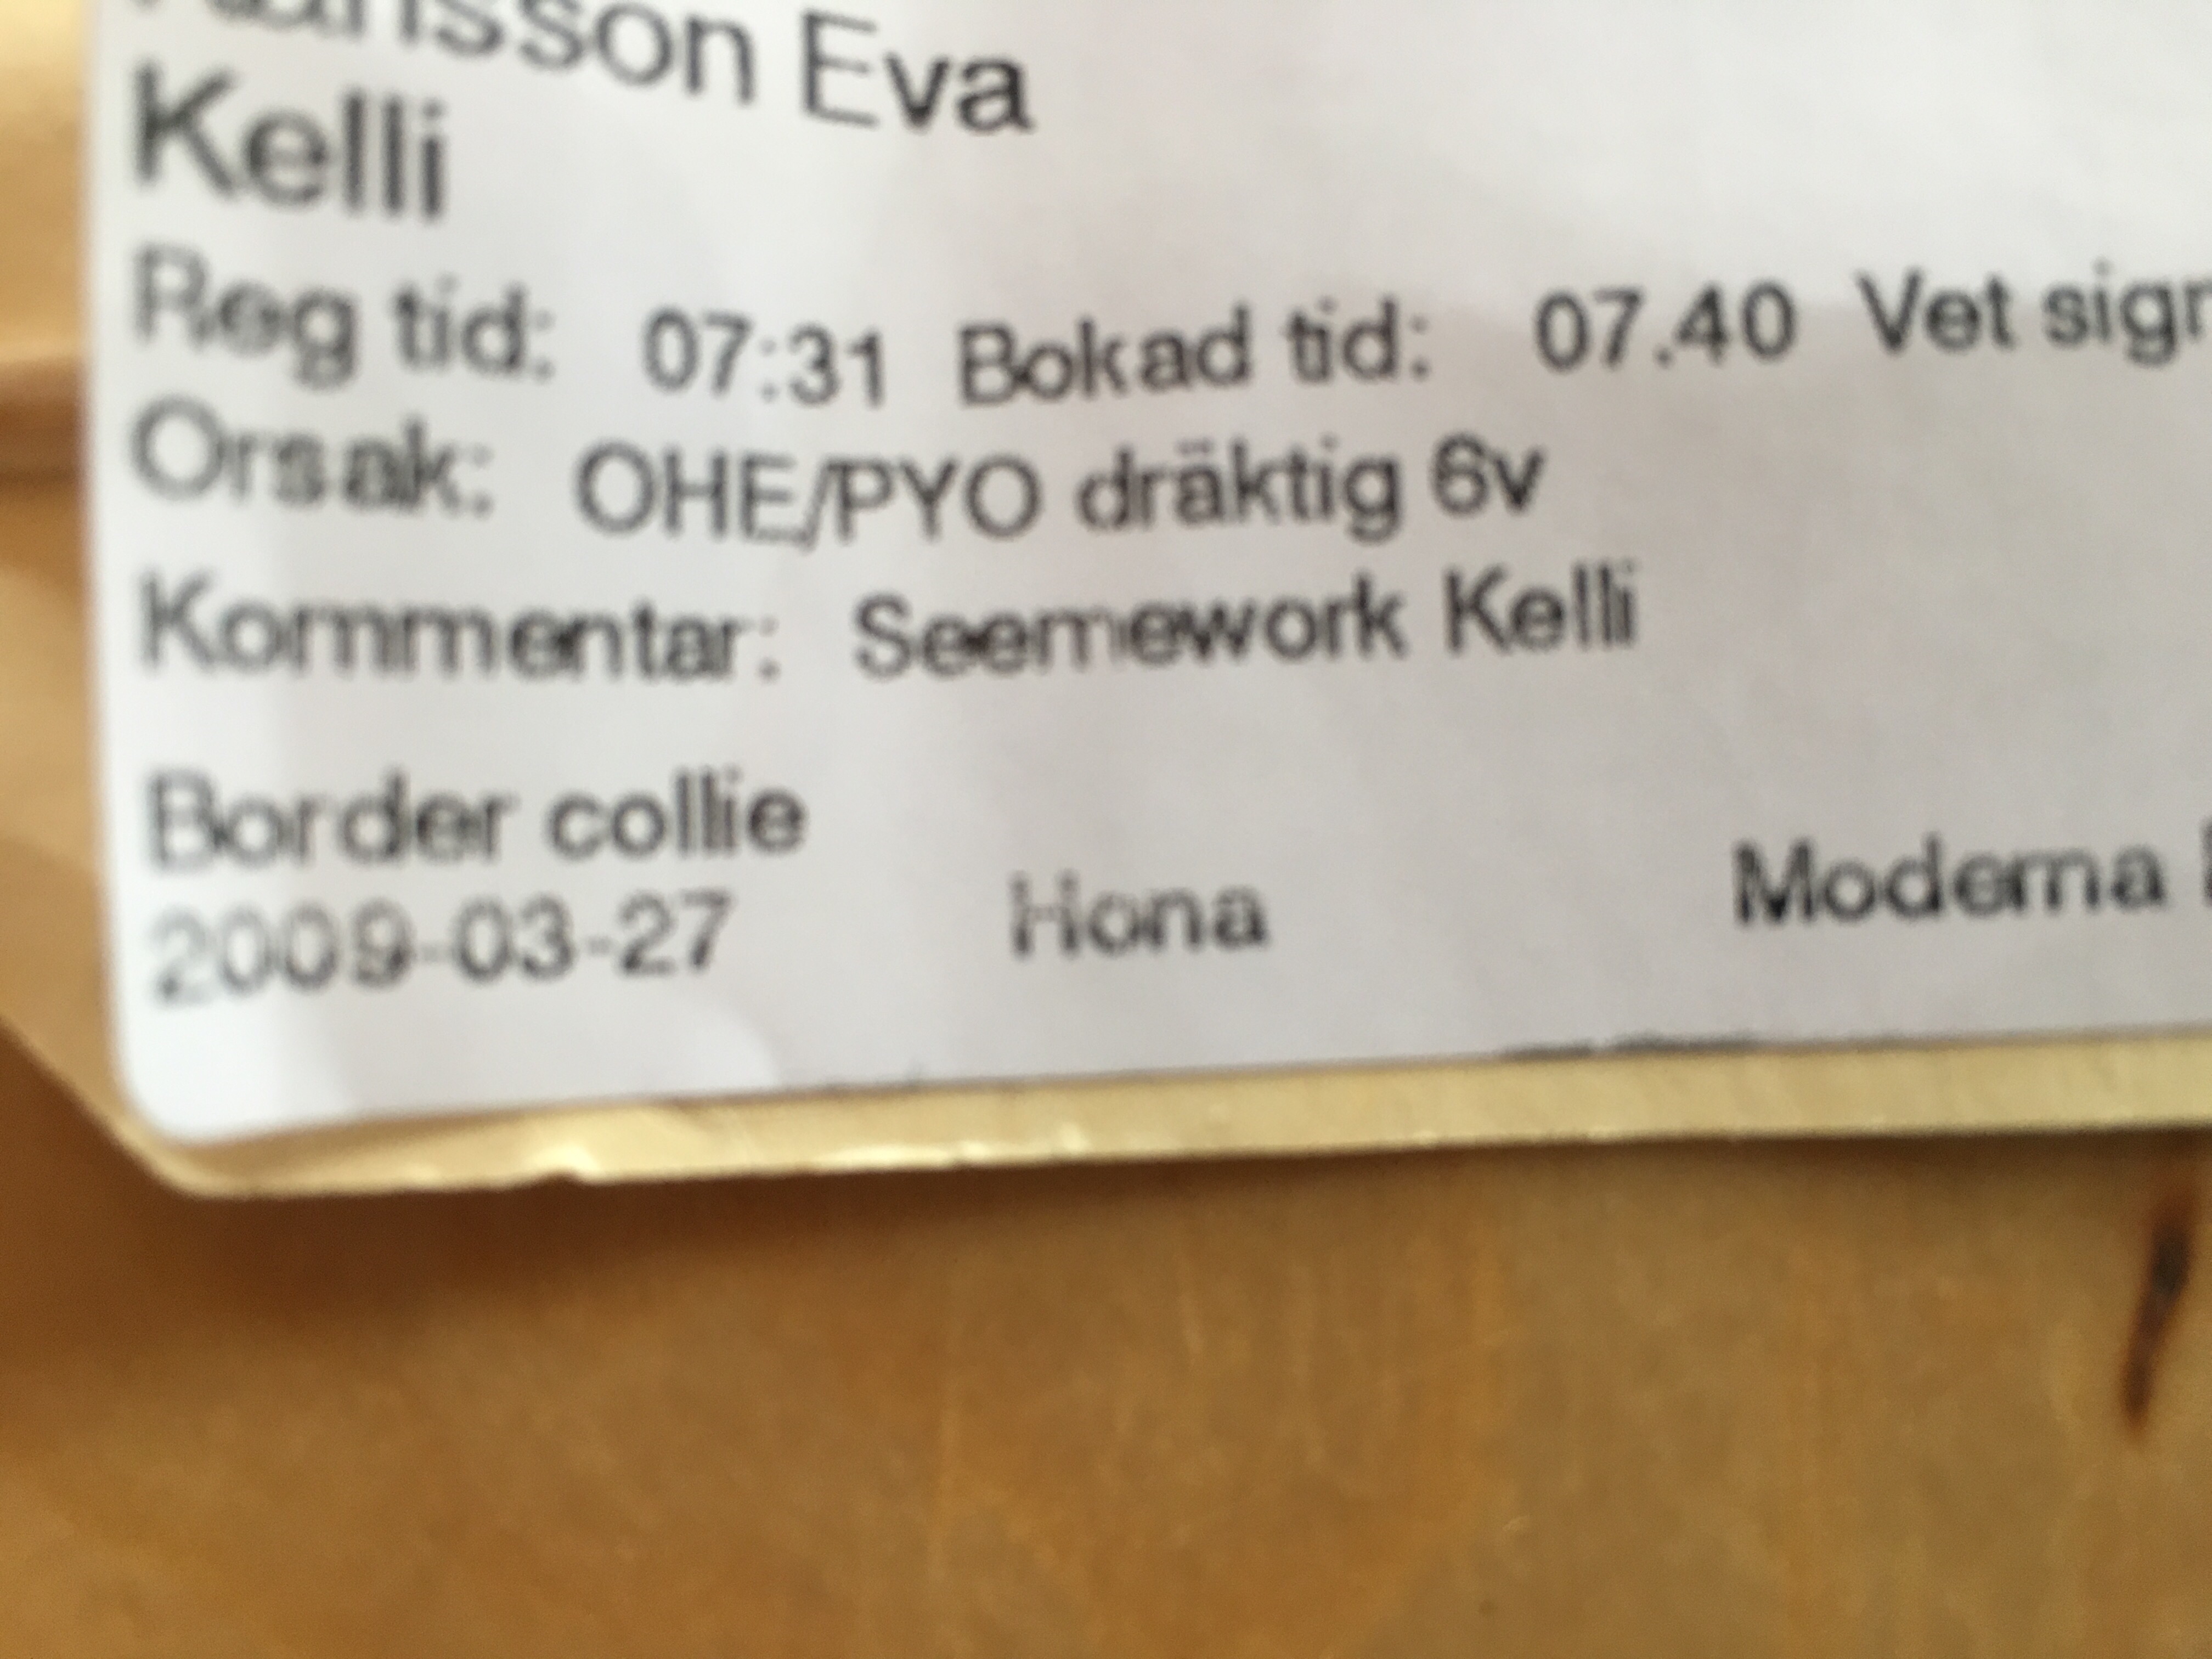 Eva
Kelli
Reg tid: 07:31 Bokad tid: 07.40 Vet sign
Orsak: OHE/PYO dräktig 6v
Kommentar: Seemework Kelli
Border collie
2009-03-27 Hona Moderna